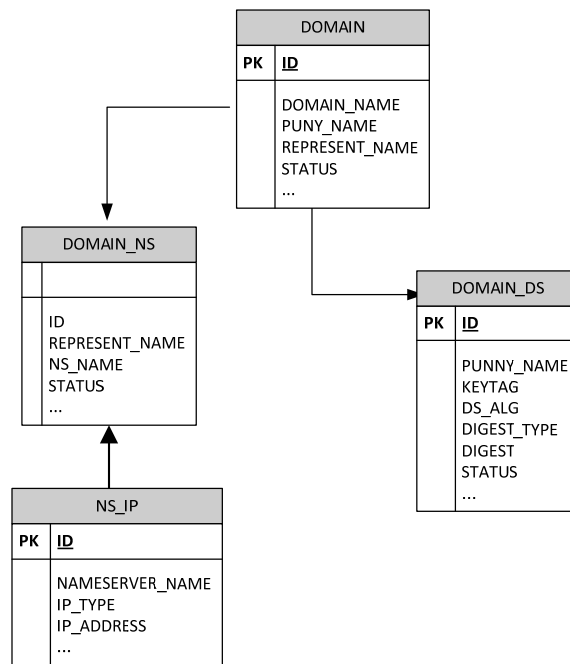 DOMAIN
PK ID
DOMAIN_NAME
PUNY_NAME
REPRESENT_NAME
STATUS
...
DOMAIN_NS
ID
REPRESENT_NAME
NS_NAME
STATUS
...
DOMAIN_DS
PK ID
PUNNY_NAME
KEYTAG
DS_ALG
DIGEST_TYPE
DIGEST
STATUS
...
NS_IP
PK ID
NAMESERVER_NAME
IP_TYPE
IP_ADDRESS
...